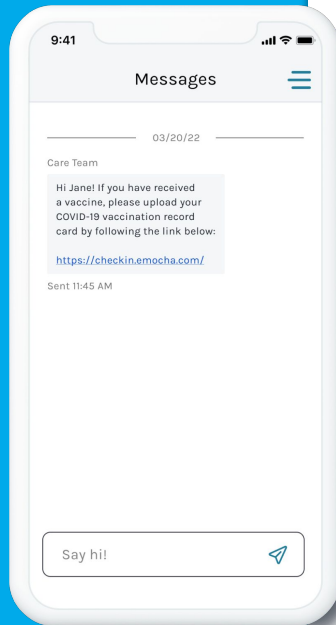 9:41
Messages
03/20/22
Care Team
Hi Jane! If you have received
a vaccine, please upload your
COVID-19 vaccination record
card by following the link below:
https://checkin.emocha.com/
Sent 11:45 AM
Say hi!